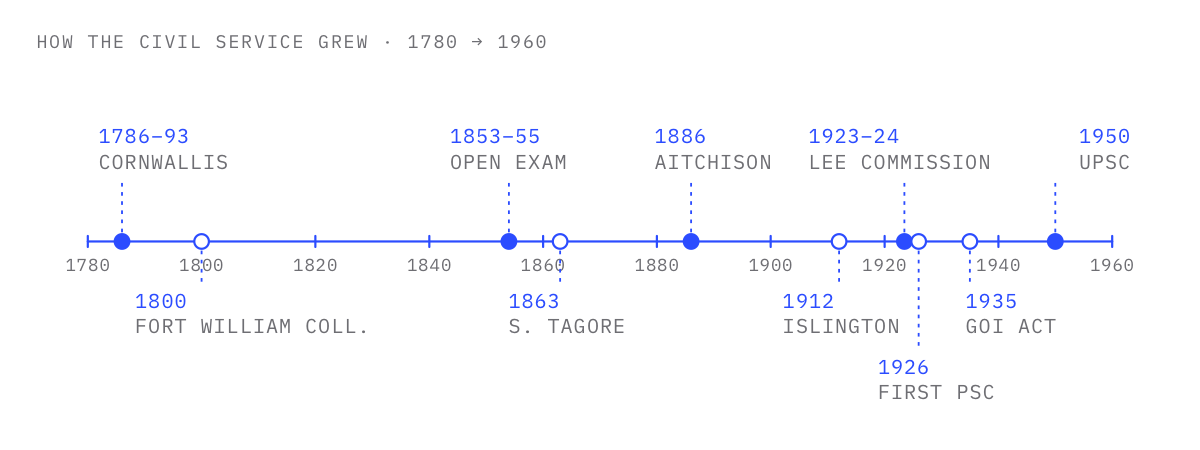 HOW THE CIVIL SERVICE GREW · 1780 → 1960
1786–93
CORNWALLIS
1853–55
OPEN EXAM
1886
AITCHISON
1923–24
LEE COMMISSION
1950
UPSC
1780 1800 1820 1840 1860 1880 1900 1920 1940 1960
1800
FORT WILLIAM COLL.
1863
S. TAGORE
1912
ISLINGTON
1935
GOI ACT
1926
FIRST PSC